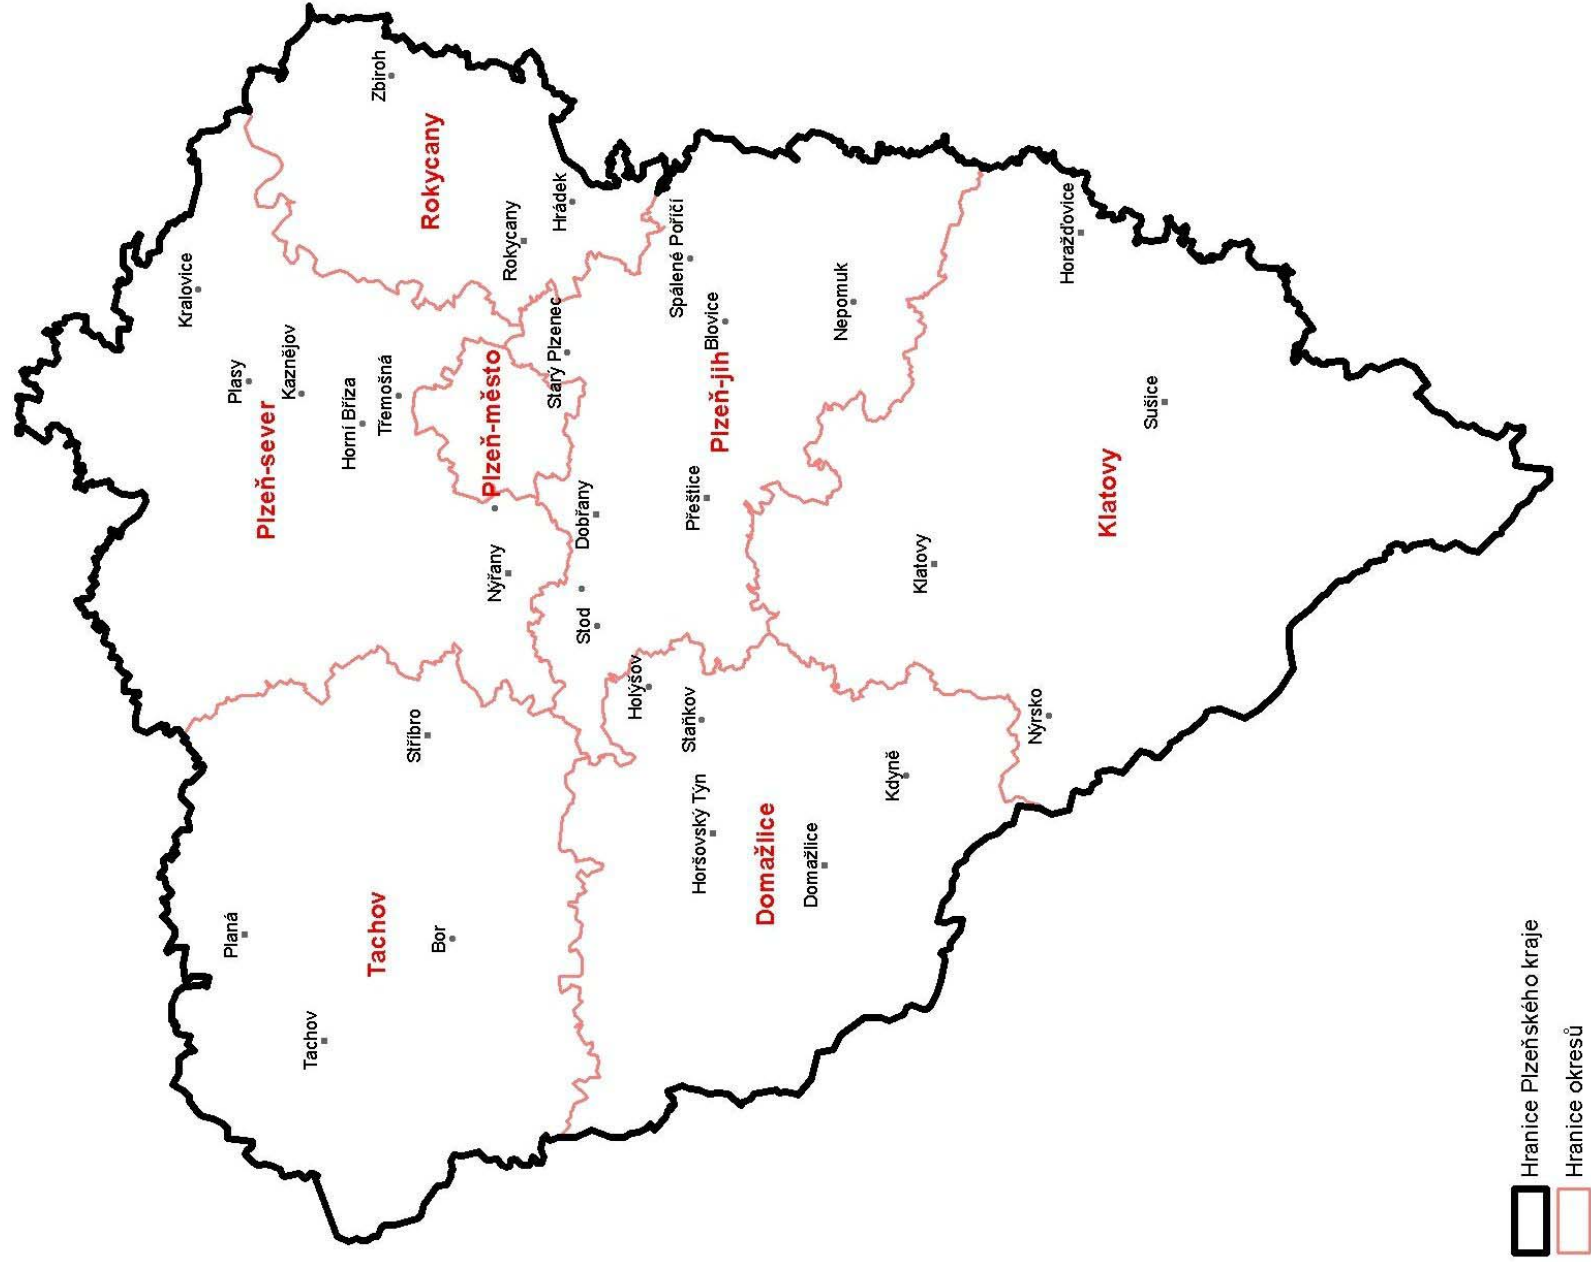 Kralovice
Planá
Plasy
Plzeň-sever
Kaznějov
Tachov
Horní Bříza
Tachov
Zbiroh
Třemošná
Stříbro
Rokycany
Bor
Plzeň-město
Nýřany
Rokycany
Starý Plzenec
Hrádek
Stod
Dobřany
Holýšov
Spálené Poříčí
Staňkov
Přeštice
Horšovský Týn
Blovice
Plzeň-jih
Domažlice
Domažlice
Nepomuk
Kdyně
Klatovy
Nýrsko
Horažďovice
Klatovy
Sušice
Hranice Plzeňského kraje
Hranice okresů